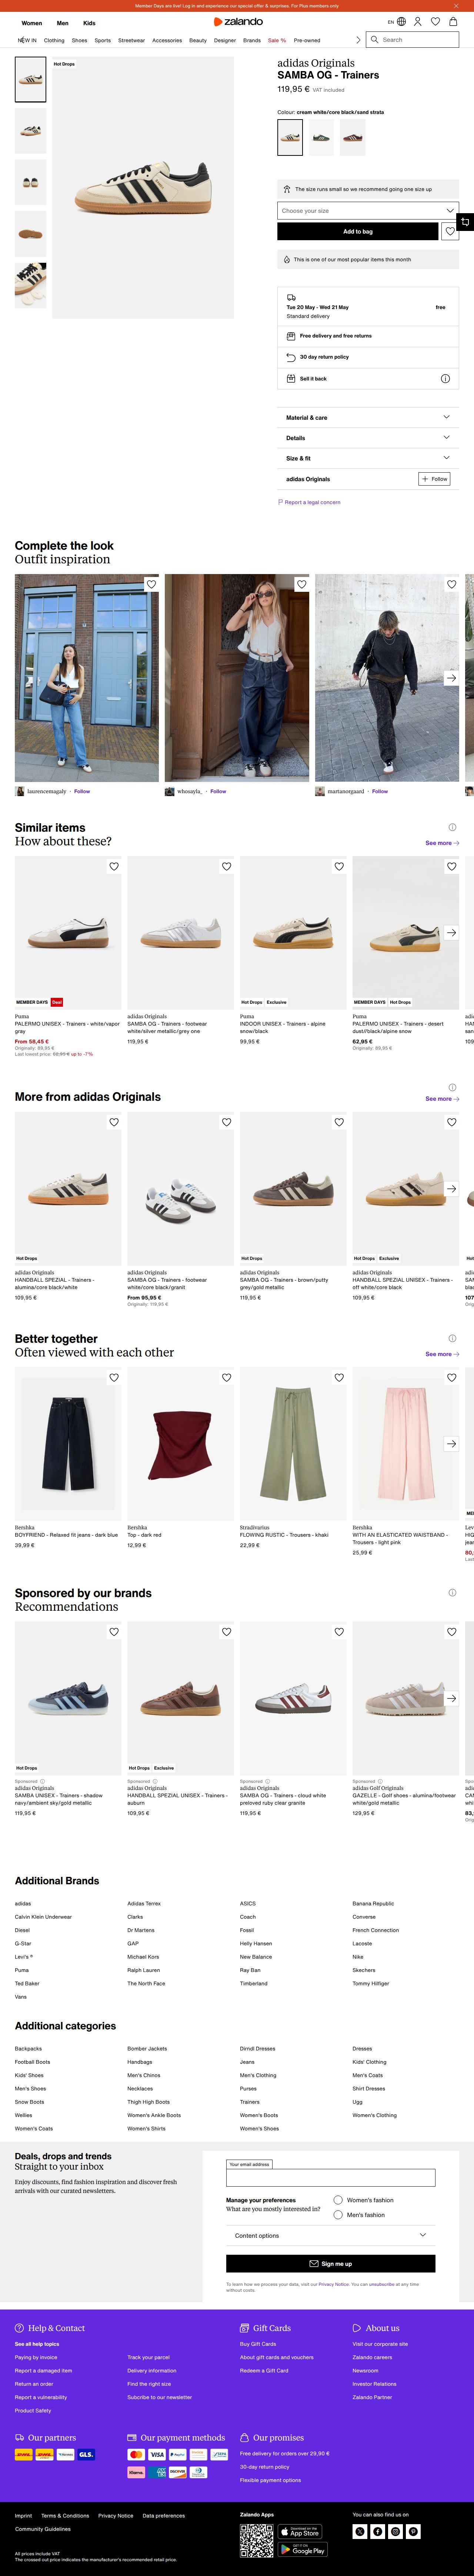 Member Days are live! Log in and experience our special offer & surprises. For Plus members only
Women Men Kids
zalando
EN
NEW IN Clothing Shoes Sports Streetwear Accessories Beauty Designer Brands Sale % Pre-owned
Search
Hot Drops
adidas Originals
SAMBA OG - Trainers
119,95 € VAT included
Colour: cream white/core black/sand strata
The size runs small so we recommend going one size up
Choose your size
Add to bag
This is one of our most popular items this month
Tue 20 May - Wed 21 May free
Standard delivery
Free delivery and free returns
30 day return policy
Sell it back
Material & care
Details
Size & fit
adidas Originals
Follow
Report a legal concern
Complete the look
Outfit inspiration
laurencemagaly · Follow
whosayla_ · Follow
martanorgaard · Follow
Similar items
How about these?
See more
MEMBER DAYS Deal
Puma
PALERMO UNISEX - Trainers - white/vapor gray
From 58,45 €
Originally: 89,95 €
adidas Originals
SAMBA OG - Trainers - footwear white/silver metallic/grey one
119,95 €
Hot Drops Exclusive
Puma
INDOOR UNISEX - Trainers - alpine snow/black
99,95 €
MEMBER DAYS Hot Drops
Puma
PALERMO UNISEX - Trainers - desert dust//black/alpine snow
62,95 €
Originally: 89,95 €
More from adidas Originals
See more
Hot Drops
adidas Originals
HANDBALL SPEZIAL - Trainers - alumina/core black/white
109,95 €
adidas Originals
SAMBA OG - Trainers - footwear white/core black/granit
From 95,95 €
Originally: 119,95 €
Hot Drops
adidas Originals
SAMBA OG - Trainers - brown/putty grey/gold metallic
119,95 €
Hot Drops Exclusive
adidas Originals
HANDBALL SPEZIAL UNISEX - Trainers - off white/core black
109,95 €
Better together
Often viewed with each other
See more
Bershka
BOYFRIEND - Relaxed fit jeans - dark blue
39,99 €
Bershka
Top - dark red
12,99 €
Stradivarius
FLOWING RUSTIC - Trousers - khaki
22,99 €
Bershka
WITH AN ELASTICATED WAISTBAND - Trousers - light pink
25,99 €
Sponsored by our brands
Recommendations
Hot Drops
Sponsored
adidas Originals
SAMBA UNISEX - Trainers - shadow navy/ambient sky/gold metallic
119,95 €
Hot Drops Exclusive
Sponsored
adidas Originals
HANDBALL SPEZIAL UNISEX - Trainers - auburn
109,95 €
Sponsored
adidas Originals
SAMBA OG - Trainers - cloud white preloved ruby clear granite
119,95 €
Sponsored
adidas Golf Originals
GAZELLE - Golf shoes - alumina/footwear white/gold metallic
129,95 €
Additional Brands
adidas Adidas Terrex ASICS Banana Republic
Calvin Klein Underwear Clarks Coach Converse
Diesel Dr Martens Fossil French Connection
G-Star GAP Helly Hansen Lacoste
Levi's ® Michael Kors New Balance Nike
Puma Ralph Lauren Ray Ban Skechers
Ted Baker The North Face Timberland Tommy Hilfiger
Vans
Additional categories
Backpacks Bomber Jackets Dirndl Dresses Dresses
Football Boots Handbags Jeans Kids' Clothing
Kids' Shoes Men's Chinos Men's Clothing Men's Coats
Men's Shoes Necklaces Purses Shirt Dresses
Snow Boots Thigh High Boots Trainers Ugg
Wellies Women's Ankle Boots Women's Boots Women's Clothing
Women's Coats Women's Shirts Women's Shoes
Deals, drops and trends
Straight to your inbox
Enjoy discounts, find fashion inspiration and discover fresh
arrivals with our curated newsletters.
Your email address
Manage your preferences
What are you mostly interested in?
Women's fashion
Men's fashion
Content options
Sign me up
To learn how we process your data, visit our Privacy Notice. You can unsubscribe at any time
without costs.
Help & Contact
See all help topics
Paying by invoice Track your parcel
Report a damaged item Delivery information
Return an order Find the right size
Report a vulnerability Subcribe to our newsletter
Product Safety
Gift Cards
Buy Gift Cards
About gift cards and vouchers
Redeem a Gift Card
About us
Visit our corporate site
Zalando careers
Newsroom
Investor Relations
Zalando Partner
Our partners
GLS.
Our payment methods
VISA
PayPal
Klarna.
DISCOVER
Our promises
Free delivery for orders over 29,90 €
30-day return policy
Flexible payment options
Imprint Terms & Conditions Privacy Notice Data preferences
Community Guidelines
All prices include VAT
The crossed out price indicates the manufacturer's recommended retail price.
Zalando Apps
Download on the
App Store
GET IT ON
Google Play
You can also find us on